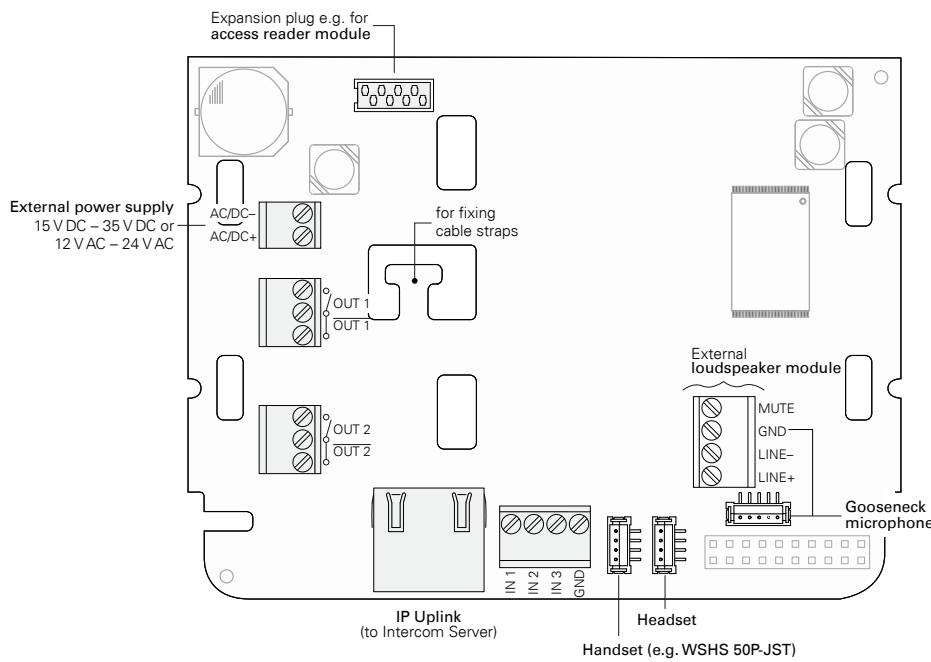 Expansion plug e.g. for
access reader module
External power supply
15 V DC – 35 V DC or
12 V AC – 24 V AC
AC/DC–
AC/DC+
for fixing
cable straps
OUT 1
OUT 1
OUT 2
OUT 2
External
loudspeaker module
MUTE
GND
LINE–
LINE+
Gooseneck
microphone
IN 1
IN 2
IN 3
GND
IP Uplink
(to Intercom Server)
Headset
Handset (e.g. WSHS 50P-JST)